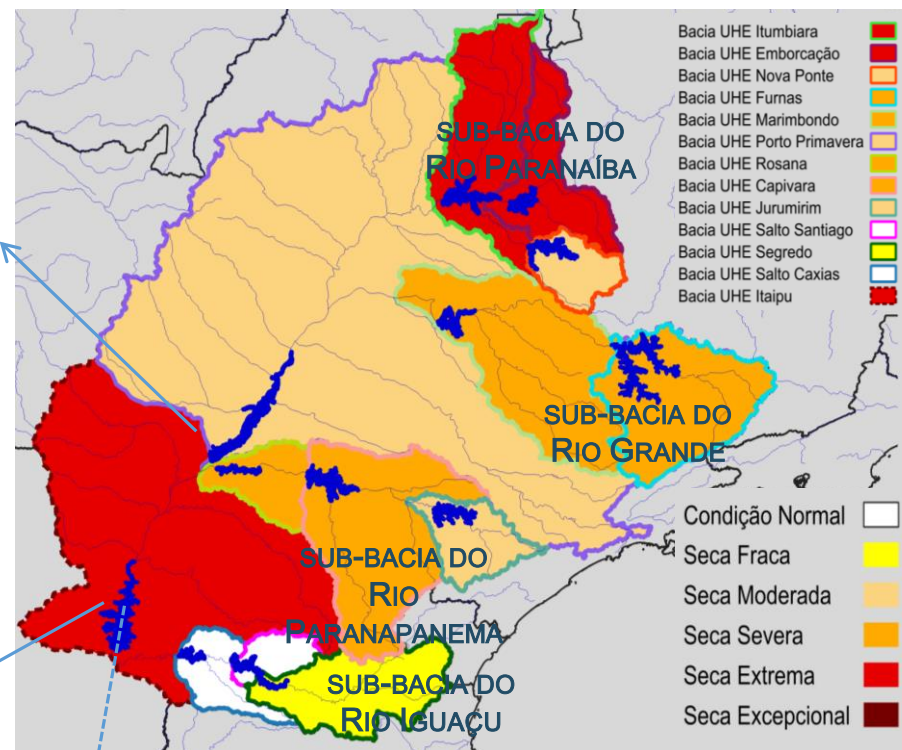 Bacia UHE Itumbiara
Bacia UHE Emborcação
Bacia UHE Nova Ponte
Bacia UHE Furnas
Bacia UHE Marimbondo
Bacia UHE Porto Primavera
Bacia UHE Rosana
Bacia UHE Capivara
Bacia UHE Jurumirim
Bacia UHE Salto Santiago
Bacia UHE Segredo
Bacia UHE Salto Caxias
Bacia UHE Itaipu
SUB-BACIA DO
RIO PARANAÍBA
SUB-BACIA DO
RIO GRANDE
SUB-BACIA DO
RIO
PARANAPANEMA
SUB-BACIA DO
RIO IGUAÇU
Condição Normal
Seca Fraca
Seca Moderada
Seca Severa
Seca Extrema
Seca Excepcional